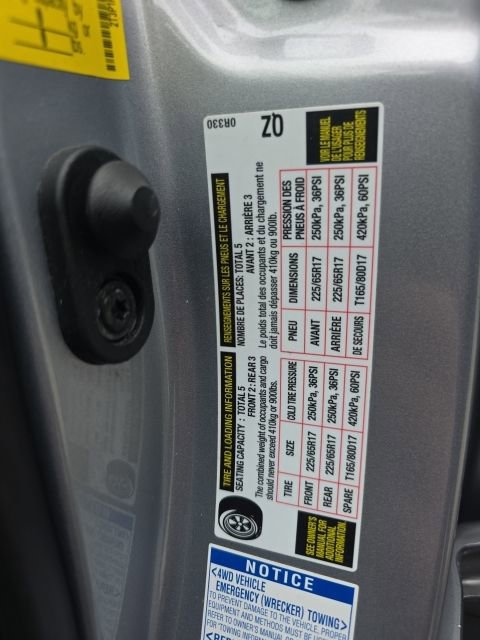 TIRE AND LOADING INFORMATION
SEATING CAPACITY : TOTAL 5
FRONT 2 : REAR 3
The combined weight of occupants and cargo
should never exceed 410kg or 900lbs.
TIRE SIZE COLD TIRE PRESSURE
FRONT 225/65R17 250kPa, 36PSI
REAR 225/65R17 250kPa, 36PSI
SPARE T165/80D17 420kPa, 60PSI
SEE OWNER'S
MANUAL FOR
ADDITIONAL
INFORMATION.
0R330
QZ
RENSEIGNEMENTS SUR LES PNEUS ET LE CHARGEMENT
NOMBRE DE PLACES: TOTAL 5
AVANT 2 : ARRIÈRE 3
Le poids total des occupants et du chargement ne
doit jamais dépasser 410kg ou 900lb.
PNEU DIMENSIONS PRESSION DES
PNEUS À FROID
AVANT 225/65R17 250kPa, 36PSI
ARRIÈRE 225/65R17 250kPa, 36PSI
DE SECOURS T165/80D17 420kPa, 60PSI
VOIR LE MANUEL
DE L'USAGER
POUR PLUS DE
RENSEIGNEMENTS
NOTICE
<4WD VEHICLE
EMERGENCY (WRECKER) TOWING>
TO PREVENT DAMAGE TO THE VEHICLE,
EQUIPMENT AND METHODS MUST BE
FOR "TOWING INFORMATION